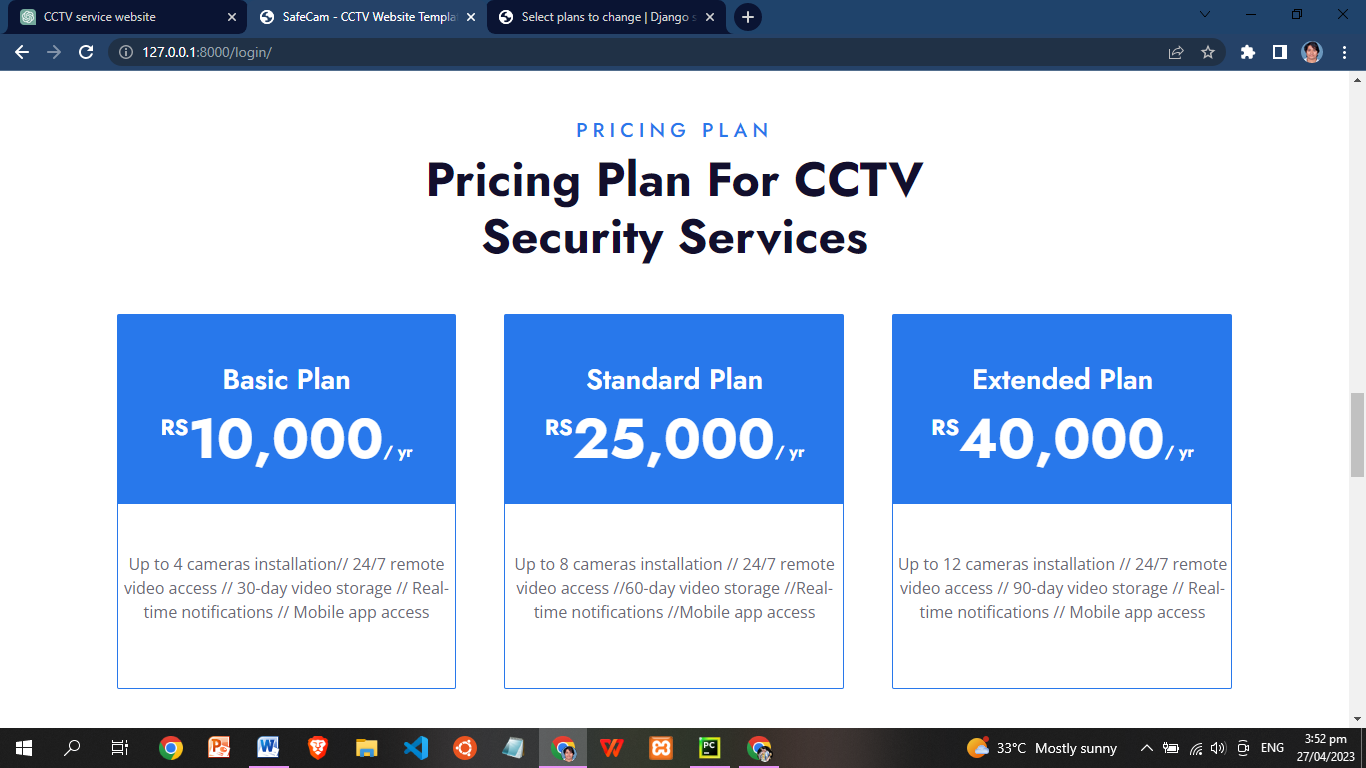 CCTV service website
SafeCam - CCTV Website Templa
Select plans to change | Django s
127.0.0.1:8000/login/
PRICING PLAN
Pricing Plan For CCTV
Security Services
Basic Plan
RS10,000/ yr
Up to 4 cameras installation// 24/7 remote
video access // 30-day video storage // Real-
time notifications // Mobile app access
Standard Plan
RS25,000/ yr
Up to 8 cameras installation // 24/7 remote
video access //60-day video storage //Real-
time notifications //Mobile app access
Extended Plan
RS40,000/ yr
Up to 12 cameras installation // 24/7 remote
video access // 90-day video storage // Real-
time notifications // Mobile app access
33°C Mostly sunny
ENG
3:52 pm
27/04/2023